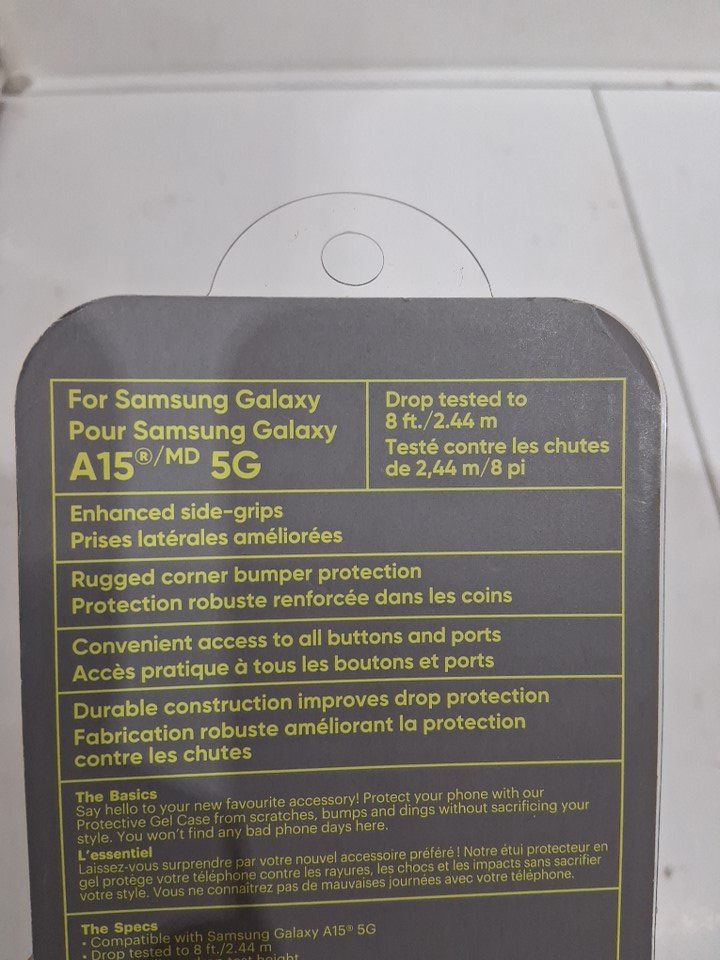 For Samsung Galaxy
Pour Samsung Galaxy
A15®/MD 5G
Drop tested to
8 ft./2.44 m
Testé contre les chutes
de 2,44 m/8 pi
Enhanced side-grips
Prises latérales améliorées
Rugged corner bumper protection
Protection robuste renforcée dans les coins
Convenient access to all buttons and ports
Accès pratique à tous les boutons et ports
Durable construction improves drop protection
Fabrication robuste améliorant la protection
contre les chutes
The Basics
Say hello to your new favourite accessory! Protect your phone with our
Protective Gel Case from scratches, bumps and dings without sacrificing your
style. You won't find any bad phone days here.
L'essentiel
Laissez-vous surprendre par votre nouvel accessoire préféré ! Notre étui protecteur en
gel protège votre téléphone contre les rayures, les chocs et les impacts sans sacrifier
votre style. Vous ne connaîtrez pas de mauvaises journées avec votre téléphone.
The Specs
• Compatible with Samsung Galaxy A15® 5G
• Drop tested to 8 ft./2.44 m
test height